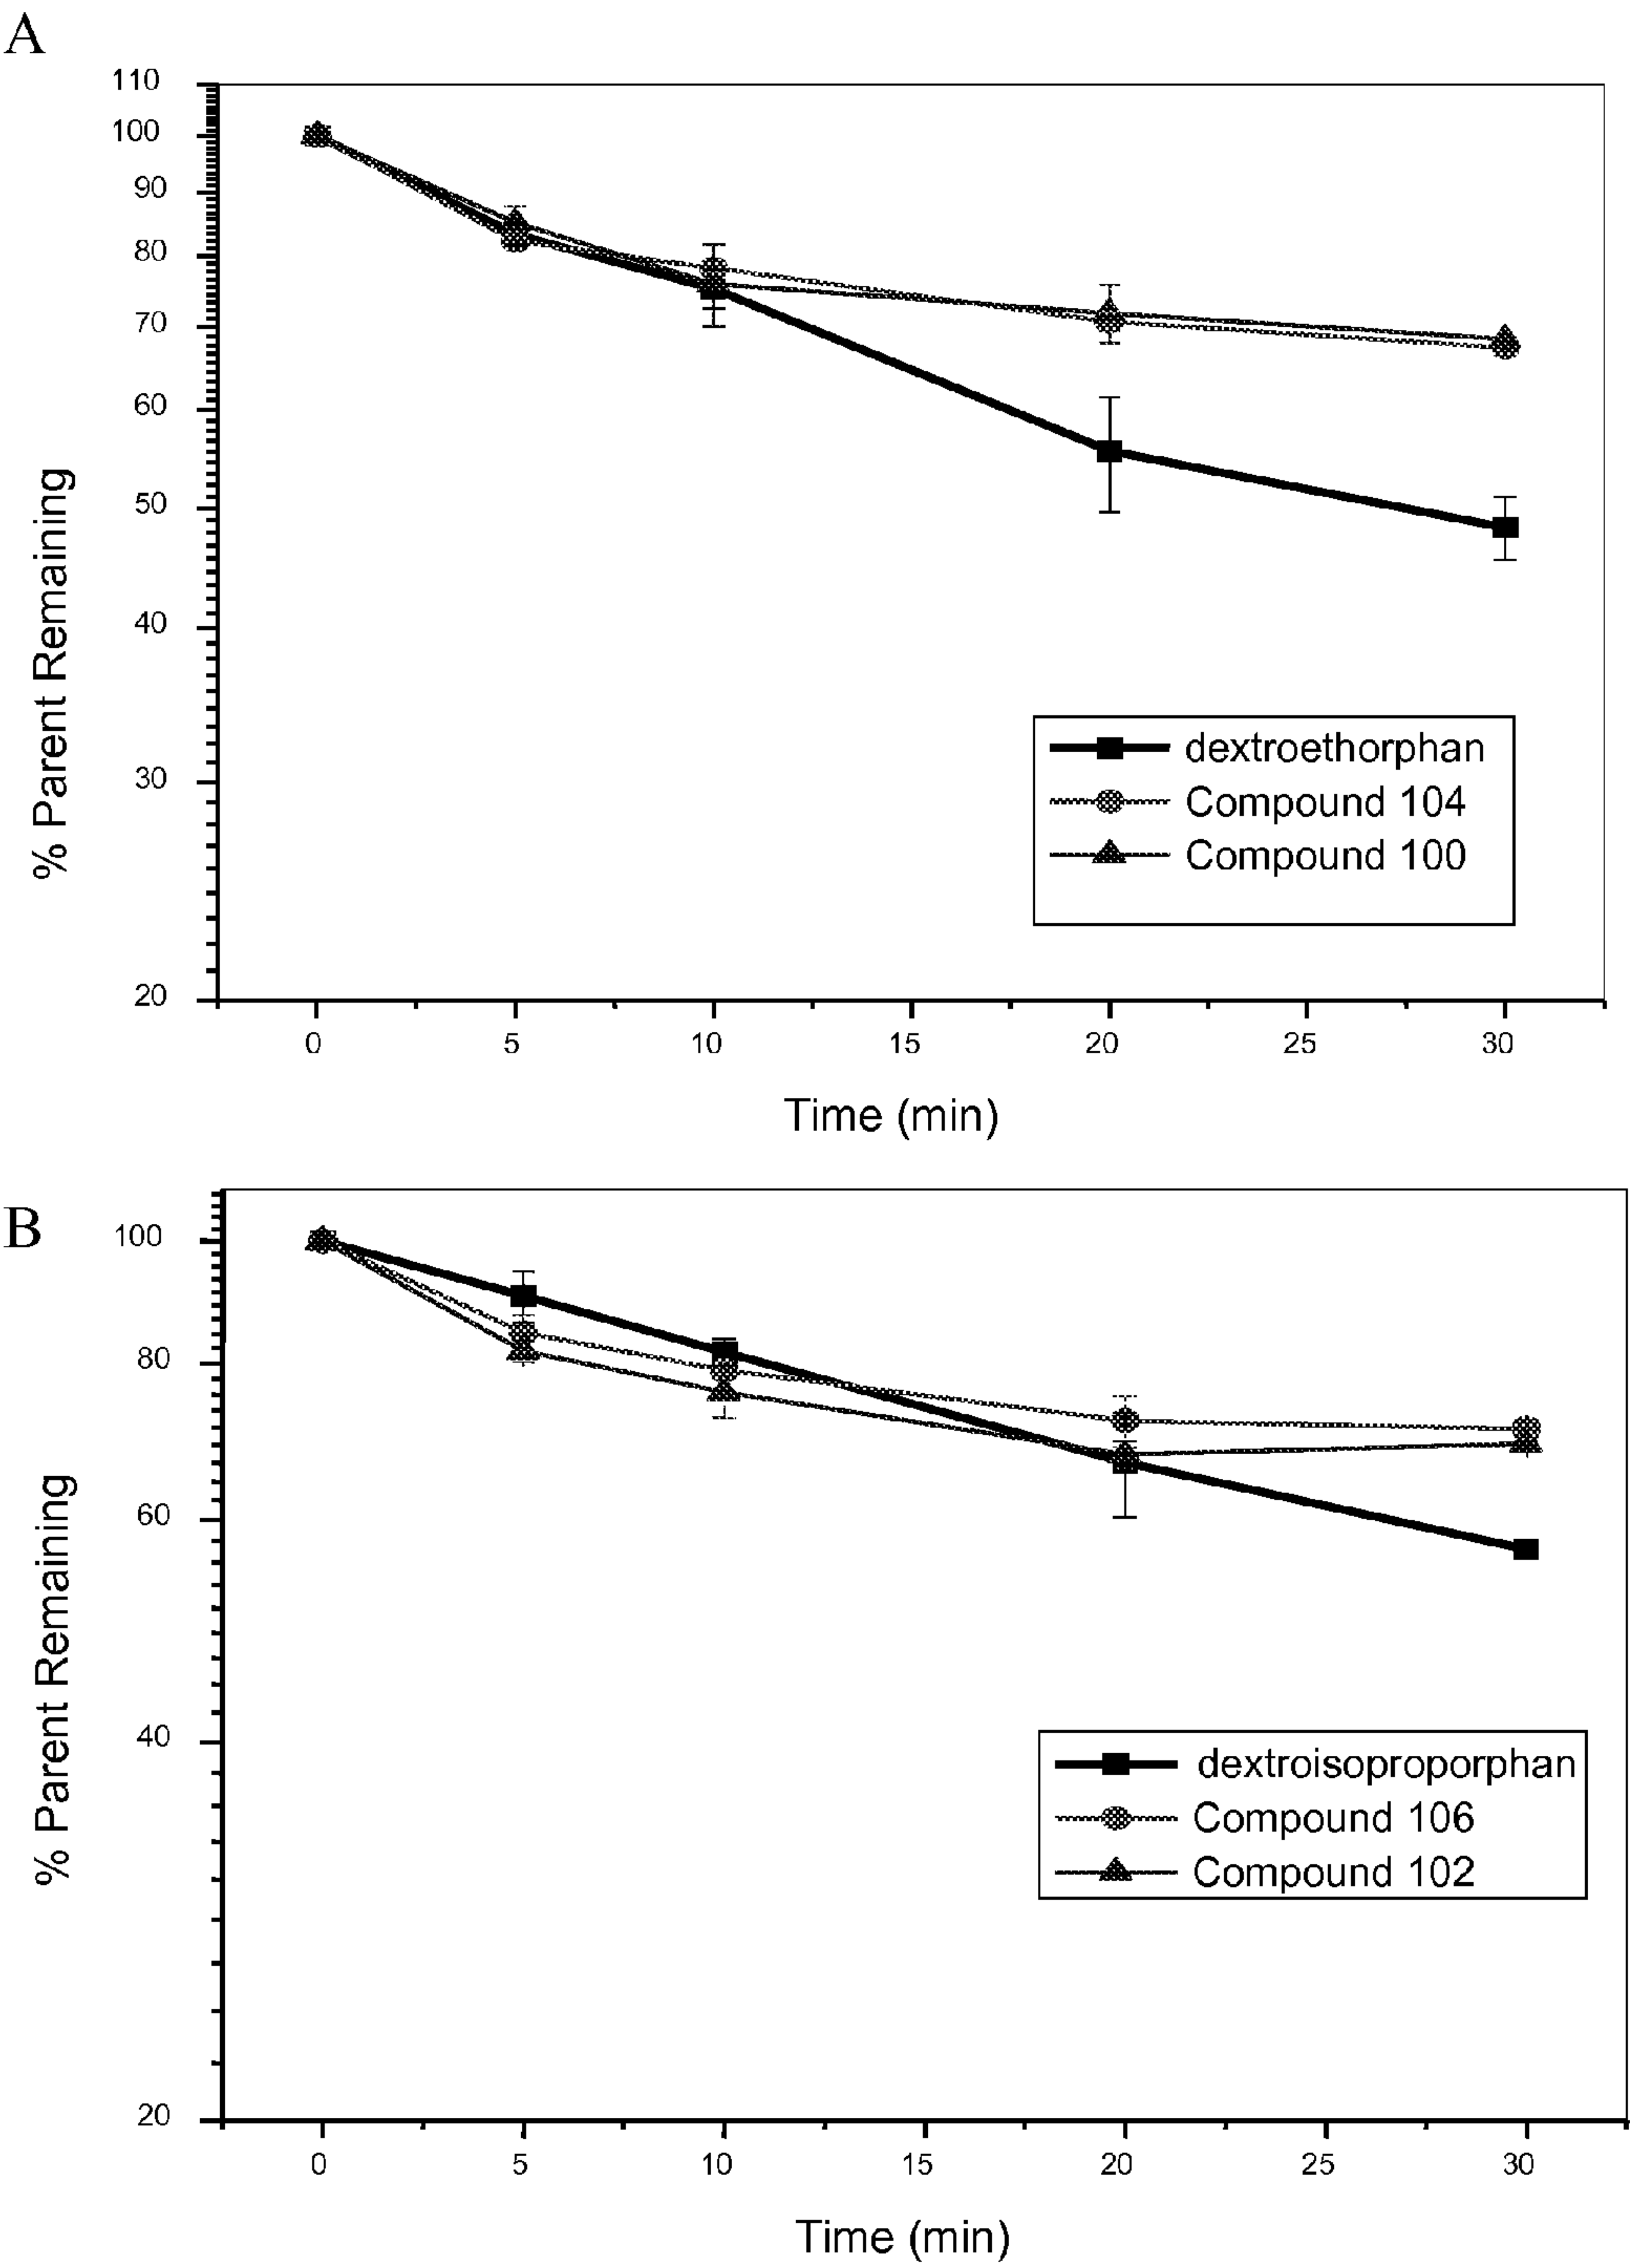 A
110
100
90
80
70
60
50
40
30
20
% Parent Remaining
dextroethorphan
Compound 104
Compound 100
0 5 10 15 20 25 30
Time (min)
B
100
80
60
40
20
% Parent Remaining
dextroisoproporphan
Compound 106
Compound 102
0 5 10 15 20 25 30
Time (min)